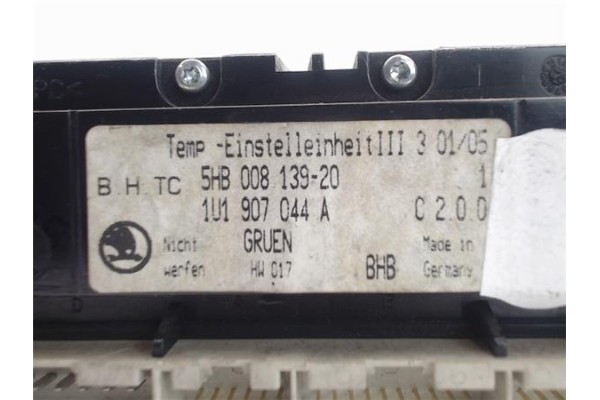 Temp -EinstelleinheitIII 3 01/05
B.H.TC 5HB 008 139-20 1
1U1 907 044 A C 2.0.0
Nicht GRUEN Made in
werfen HW 017 BHB Germany